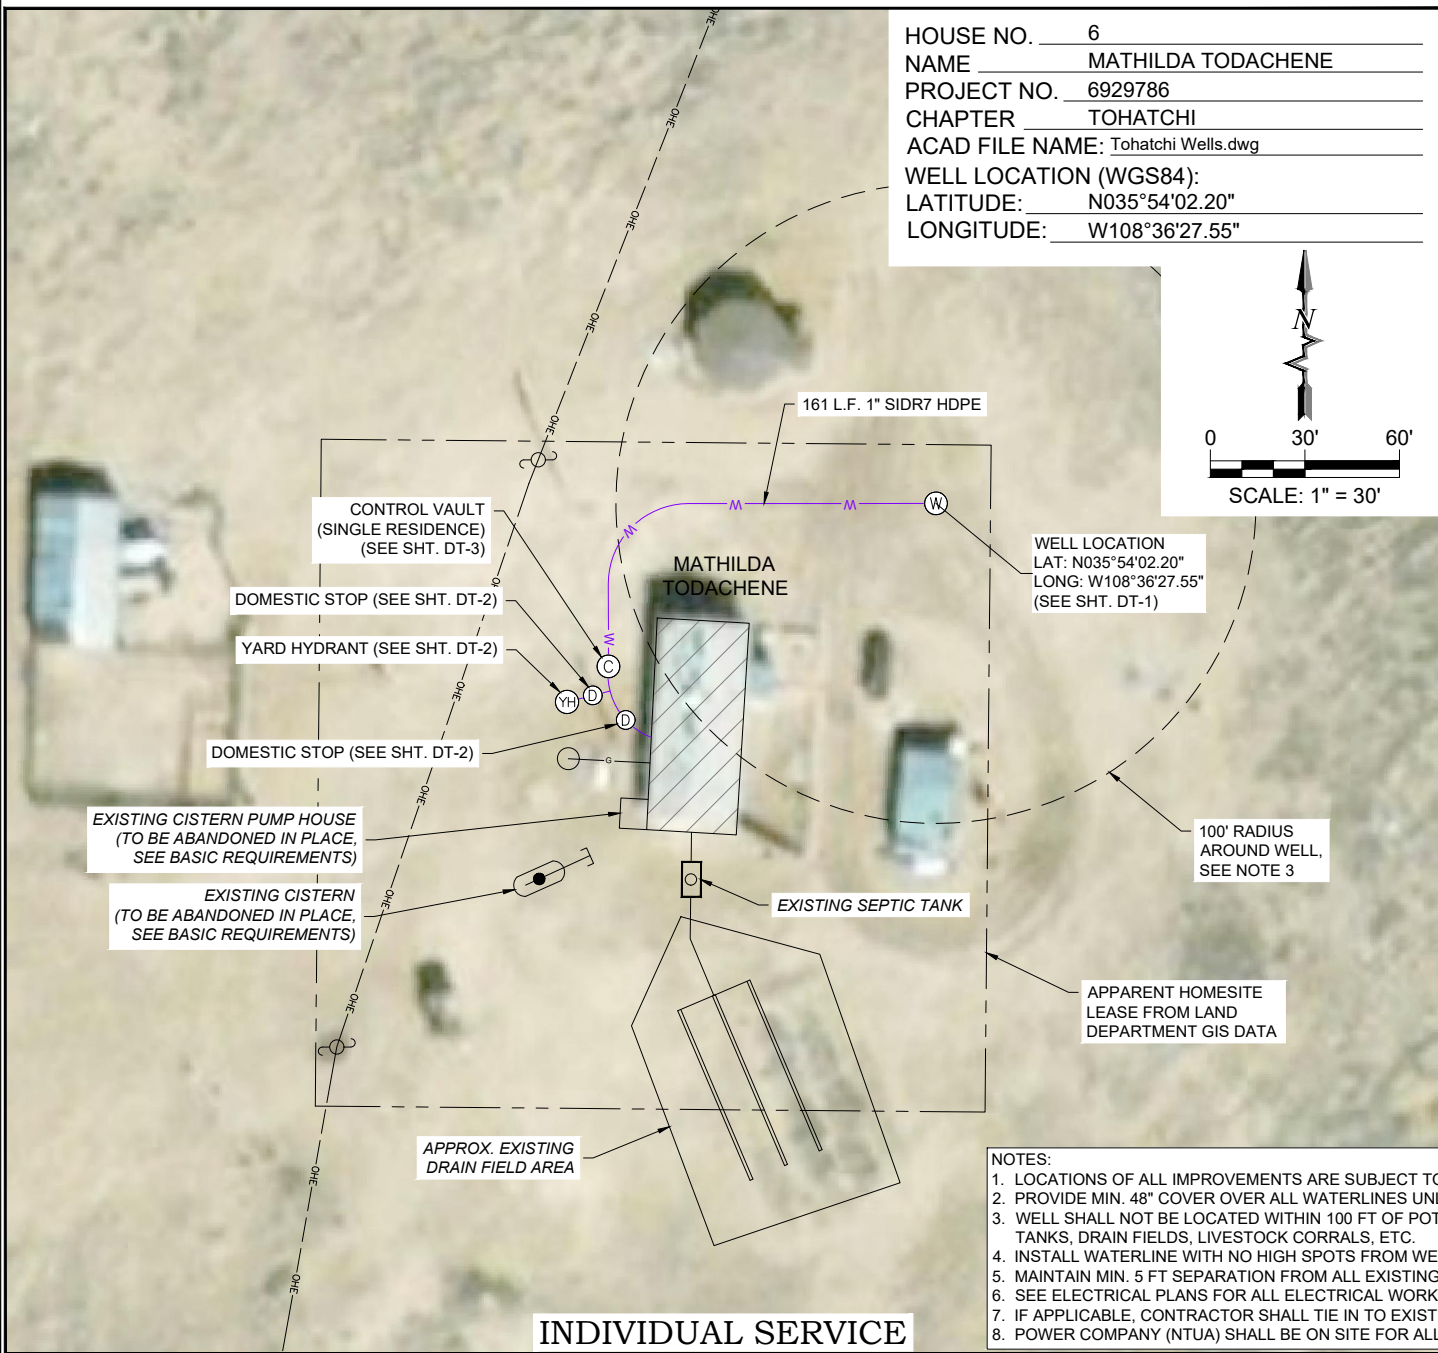 HOUSE NO. 6
NAME MATHILDA TODACHENE
PROJECT NO. 6929786
CHAPTER TOHATCHI
ACAD FILE NAME: Tohatchi Wells.dwg
WELL LOCATION (WGS84):
LATITUDE: N035°54'02.20"
LONGITUDE: W108°36'27.55"
N
0 30' 60'
SCALE: 1" = 30'
OHE
OHE
OHE
OHE
OHE
OHE
OHE
OHE
OHE
OHE
OHE
OHE
OHE
161 L.F. 1" SIDR7 HDPE
W
W
W
W
W
CONTROL VAULT
(SINGLE RESIDENCE)
(SEE SHT. DT-3)
WELL LOCATION
LAT: N035°54'02.20"
LONG: W108°36'27.55"
(SEE SHT. DT-1)
MATHILDA
TODACHENE
DOMESTIC STOP (SEE SHT. DT-2)
YARD HYDRANT (SEE SHT. DT-2)
C
D
YH
D
DOMESTIC STOP (SEE SHT. DT-2)
G
EXISTING CISTERN PUMP HOUSE
(TO BE ABANDONED IN PLACE,
SEE BASIC REQUIREMENTS)
100' RADIUS
AROUND WELL,
SEE NOTE 3
EXISTING CISTERN
(TO BE ABANDONED IN PLACE,
SEE BASIC REQUIREMENTS)
EXISTING SEPTIC TANK
APPARENT HOMESITE
LEASE FROM LAND
DEPARTMENT GIS DATA
APPROX. EXISTING
DRAIN FIELD AREA
NOTES:
1. LOCATIONS OF ALL IMPROVEMENTS ARE SUBJECT TO
2. PROVIDE MIN. 48" COVER OVER ALL WATERLINES UNL
3. WELL SHALL NOT BE LOCATED WITHIN 100 FT OF POT
TANKS, DRAIN FIELDS, LIVESTOCK CORRALS, ETC.
4. INSTALL WATERLINE WITH NO HIGH SPOTS FROM WE
5. MAINTAIN MIN. 5 FT SEPARATION FROM ALL EXISTING
6. SEE ELECTRICAL PLANS FOR ALL ELECTRICAL WORK
7. IF APPLICABLE, CONTRACTOR SHALL TIE IN TO EXIST
8. POWER COMPANY (NTUA) SHALL BE ON SITE FOR ALL
INDIVIDUAL SERVICE